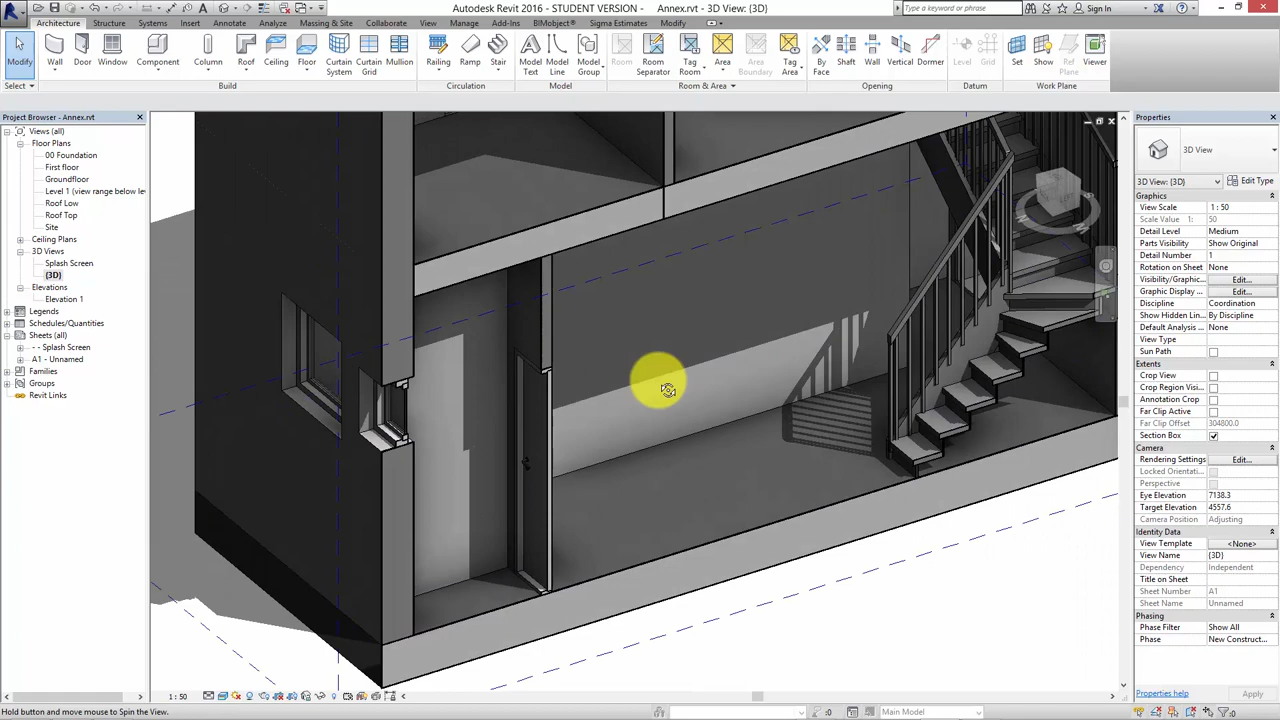 Autodesk Revit 2016 - STUDENT VERSION - Annex.rvt - 3D View: {3D}
Type a keyword or phrase
Sign In
Architecture Structure Systems Insert Annotate Analyze Massing & Site Collaborate View Manage Add-Ins BIMobject® Sigma Estimates Modify
Modify Wall Door Window Component Column Roof Ceiling Floor Curtain System Curtain Grid Mullion Railing Ramp Stair Model Text Model Line Model Group Room Room Separator Tag Room Area Area Boundary Tag Area By Face Shaft Wall Vertical Dormer Level Grid Set Show Ref Plane Viewer
Select Build Circulation Model Room & Area Opening Datum Work Plane
Project Browser - Annex.rvt
Views (all)
Floor Plans
00 Foundation
First floor
Groundfloor
Level 1 (view range below le
Roof Low
Roof Top
Site
Ceiling Plans
3D Views
Splash Screen
{3D}
Elevations
Elevation 1
Legends
Schedules/Quantities
Sheets (all)
- - Splash Screen
A1 - Unnamed
Families
Groups
Revit Links
Properties
3D View
3D View: {3D} Edit Type
Graphics
View Scale 1 : 50
Scale Value 1: 50
Detail Level Medium
Parts Visibility Show Original
Detail Number 1
Rotation on Sheet None
Visibility/Graphic... Edit...
Graphic Display ... Edit...
Discipline Coordination
Show Hidden Lin... By Discipline
Default Analysis ... None
View Type
Sun Path
Extents
Crop View
Crop Region Visi...
Annotation Crop
Far Clip Active
Far Clip Offset 304800.0
Section Box
Camera
Rendering Settings Edit...
Locked Orientati...
Perspective
Eye Elevation 7138.3
Target Elevation 4557.6
Camera Position Adjusting
Identity Data
View Template <None>
View Name {3D}
Dependency Independent
Title on Sheet
Sheet Number A1
Sheet Name Unnamed
Phasing
Phase Filter Show All
Phase New Construct...
Properties help Apply
1 : 50
Hold button and move mouse to Spin the View.
:0 Main Model :0